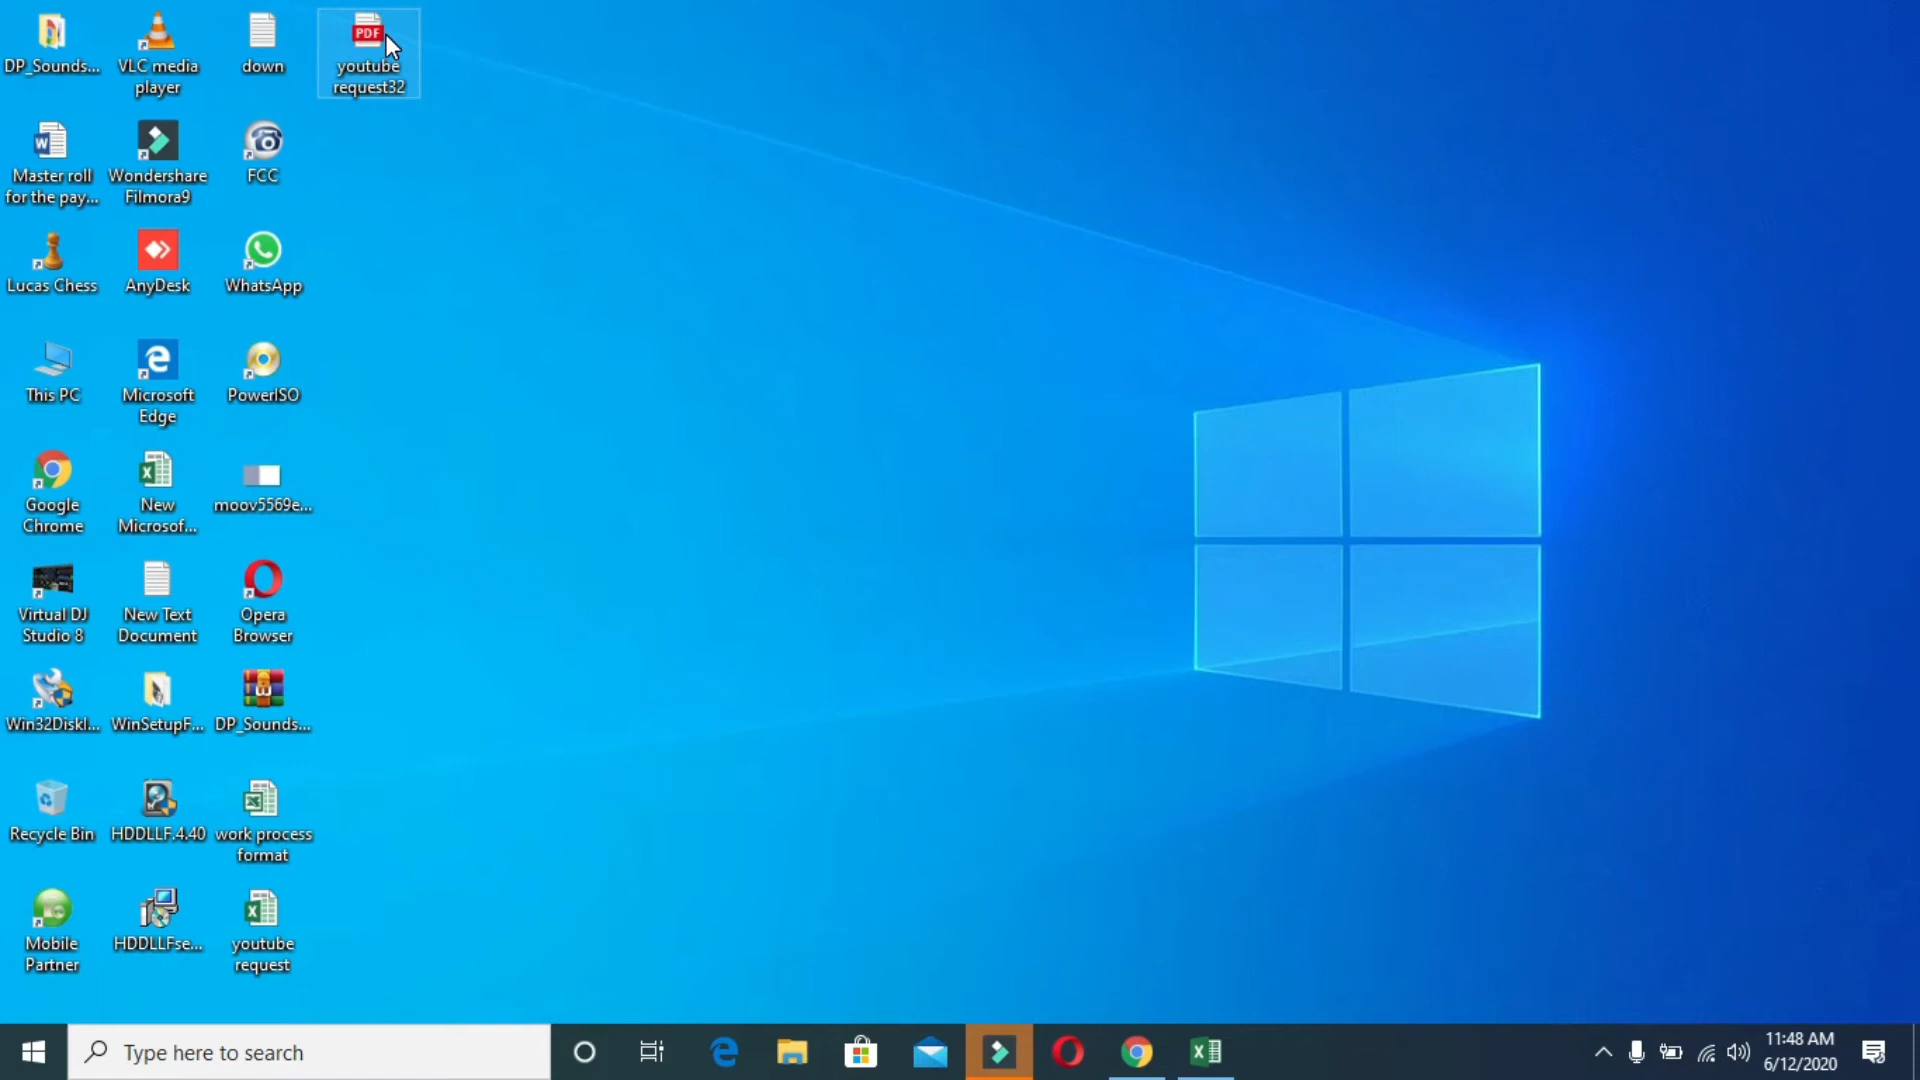 DP_Sounds...
VLC media
player
down
PDF
youtube
request32
Master roll
for the pay...
Wondershare
Filmora9
FCC
Lucas Chess
AnyDesk
WhatsApp
This PC
Microsoft
Edge
PowerISO
Google
Chrome
New
Microsof...
moov5569e...
Virtual DJ
Studio 8
New Text
Document
Opera
Browser
Win32DiskI...
WinSetupF...
DP_Sounds...
Recycle Bin
HDDLLF.4.40
work process
format
Mobile
Partner
HDDLLFse...
youtube
request
Type here to search
11:48 AM
6/12/2020